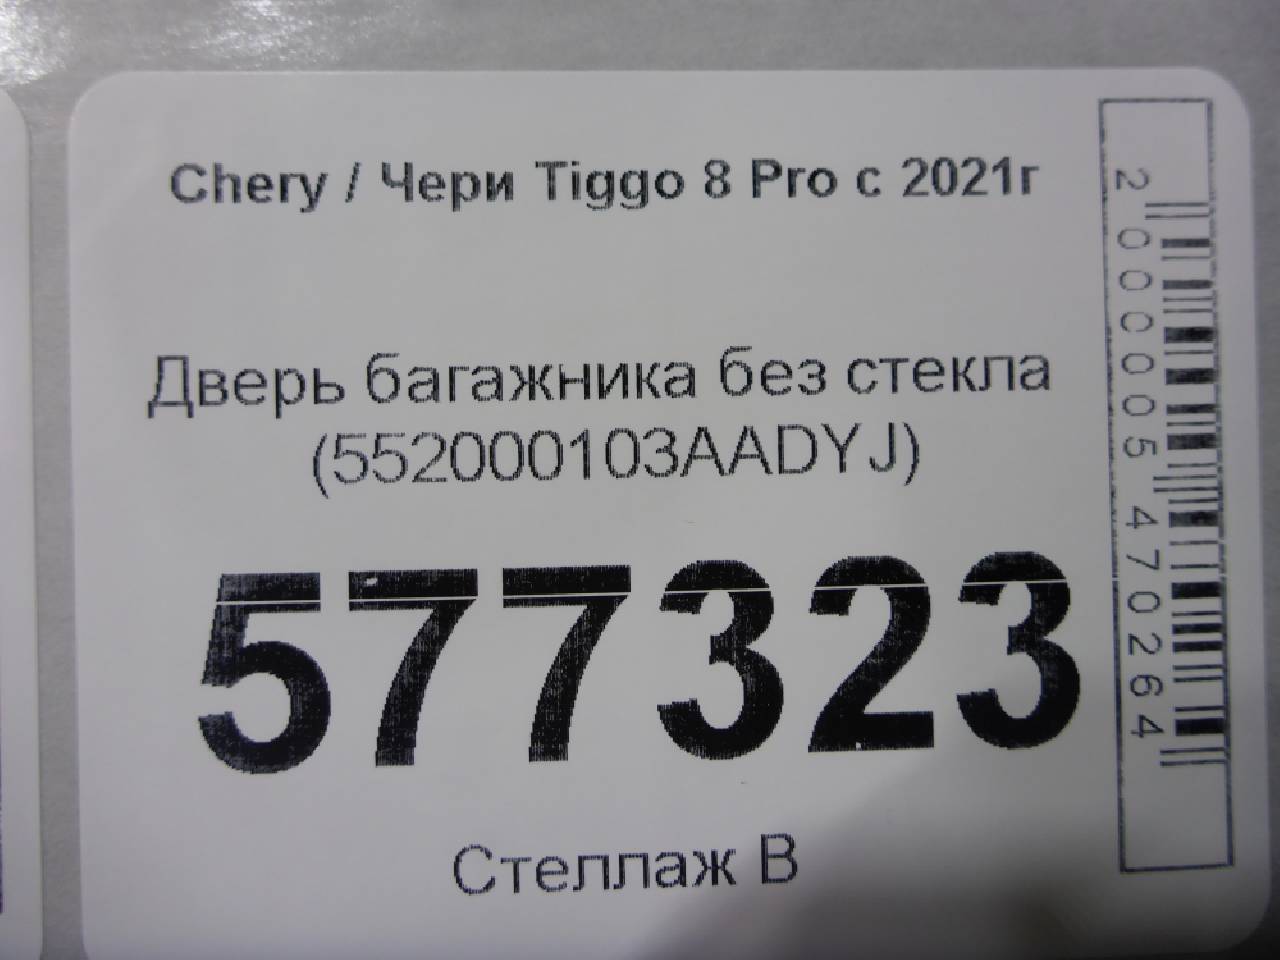 Chery / Чери Tiggo 8 Pro с 2021г
Дверь багажника без стекла
(552000103AADYJ)
577323
Стеллаж В
2000005470264